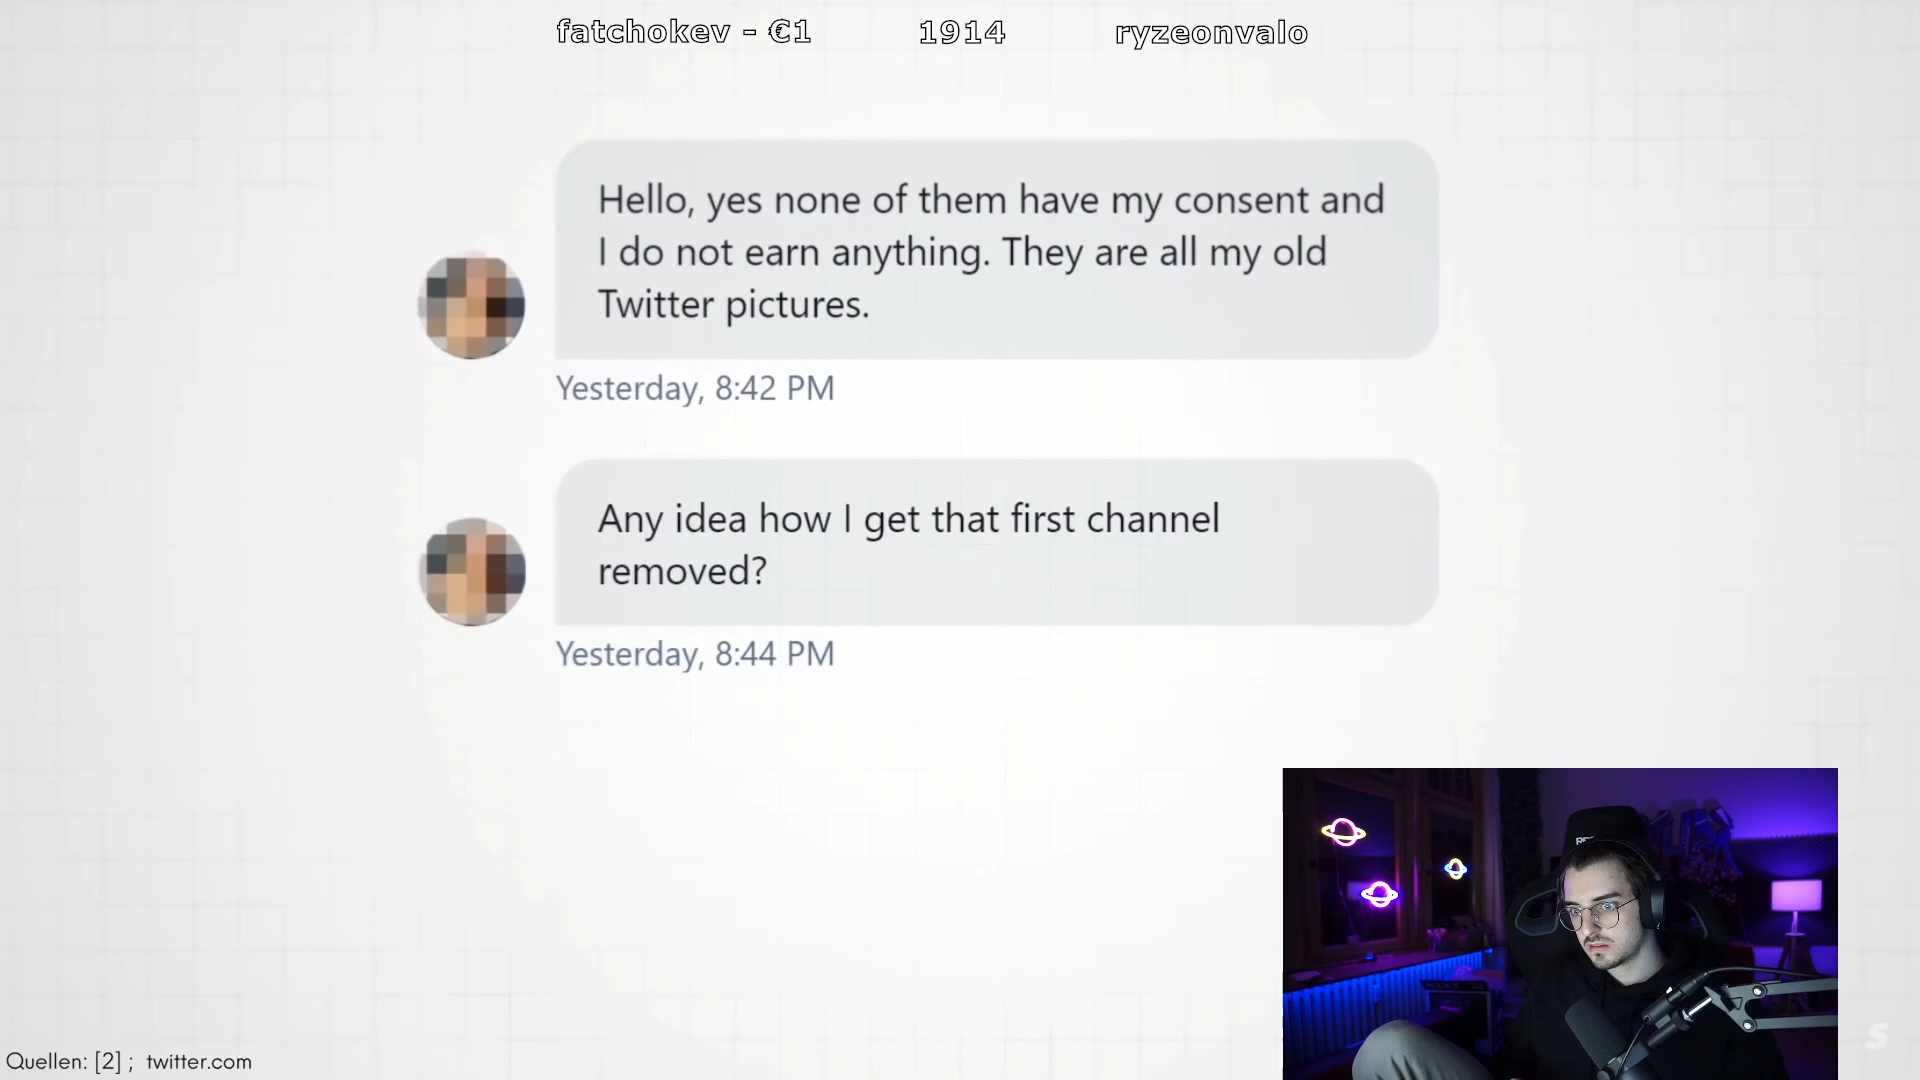 fatchokev - €1
1914
ryzeonvalo
Hello, yes none of them have my consent and
I do not earn anything. They are all my old
Twitter pictures.
Yesterday, 8:42 PM
Any idea how I get that first channel
removed?
Yesterday, 8:44 PM
Quellen: [2] ; twitter.com
S